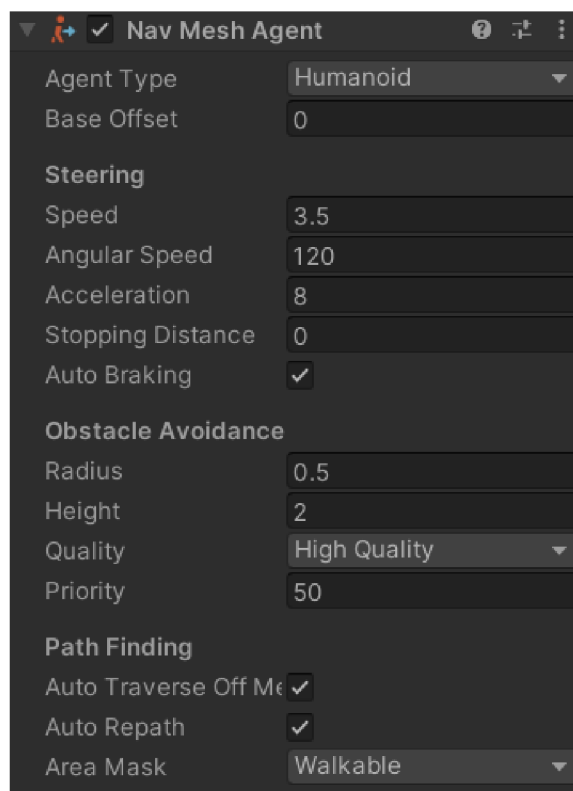 Nav Mesh Agent
Agent Type Humanoid
Base Offset 0
Steering
Speed 3.5
Angular Speed 120
Acceleration 8
Stopping Distance 0
Auto Braking
Obstacle Avoidance
Radius 0.5
Height 2
Quality High Quality
Priority 50
Path Finding
Auto Traverse Off Me
Auto Repath
Area Mask Walkable